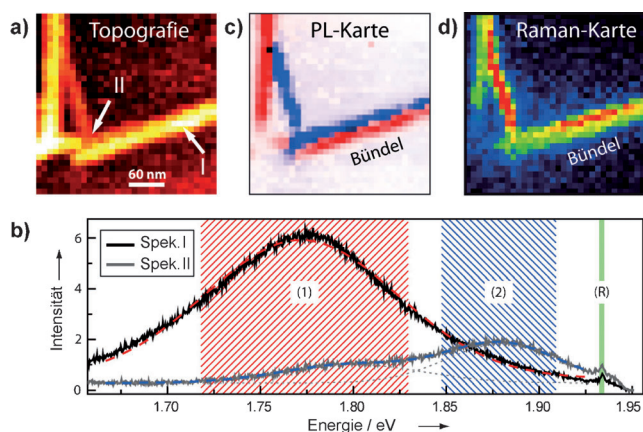 a) Topografie
II
I
60 nm
c) PL-Karte
Bündel
d) Raman-Karte
Bündel
b)
Spek. I
Spek. II
(1)
(2)
(R)
Intensität →
6
4
2
0
1.70
1.75
1.80
1.85
1.90
1.95
Energie / eV →